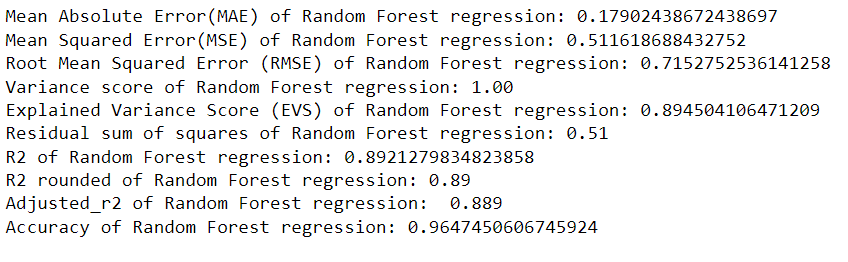 Mean Absolute Error(MAE) of Random Forest regression: 0.17902438672438697
Mean Squared Error(MSE) of Random Forest regression: 0.511618688432752
Root Mean Squared Error (RMSE) of Random Forest regression: 0.7152752536141258
Variance score of Random Forest regression: 1.00
Explained Variance Score (EVS) of Random Forest regression: 0.894504106471209
Residual sum of squares of Random Forest regression: 0.51
R2 of Random Forest regression: 0.8921279834823858
R2 rounded of Random Forest regression: 0.89
Adjusted_r2 of Random Forest regression:  0.889
Accuracy of Random Forest regression: 0.9647450606745924